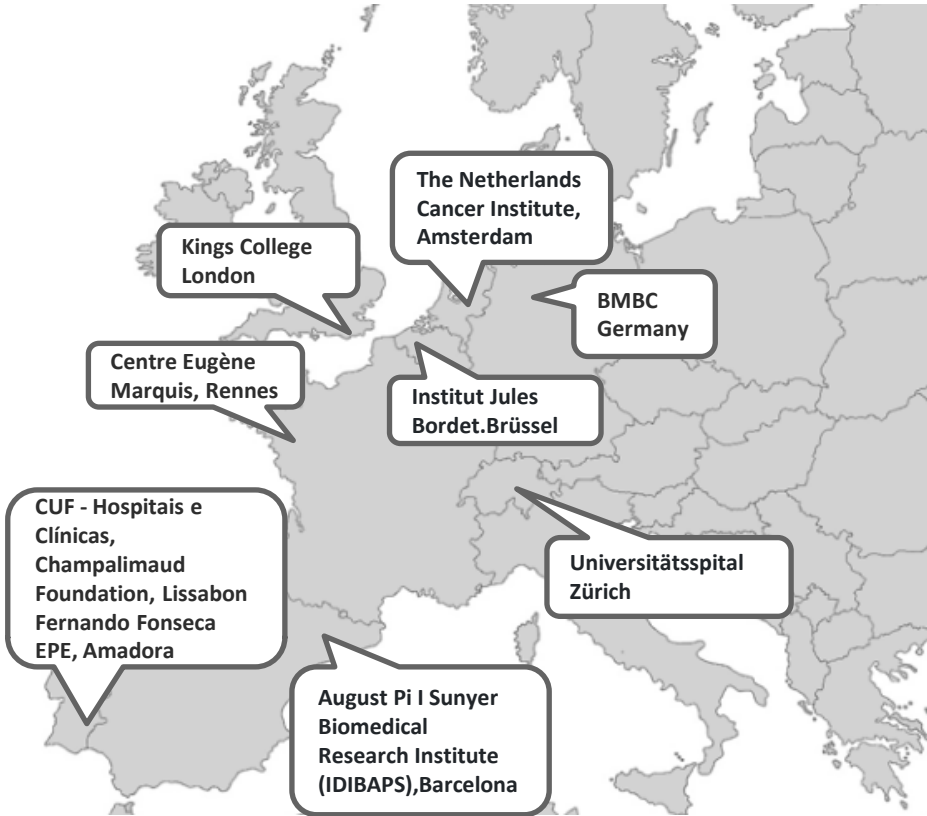 The Netherlands
Cancer Institute,
Amsterdam
Kings College
London
BMBC
Germany
Centre Eugène
Marquis, Rennes
Institut Jules
Bordet.Brüssel
CUF - Hospitais e
Clínicas,
Champalimaud
Foundation, Lissabon
Fernando Fonseca
EPE, Amadora
Universitätsspital
Zürich
August Pi I Sunyer
Biomedical
Research Institute
(IDIBAPS),Barcelona